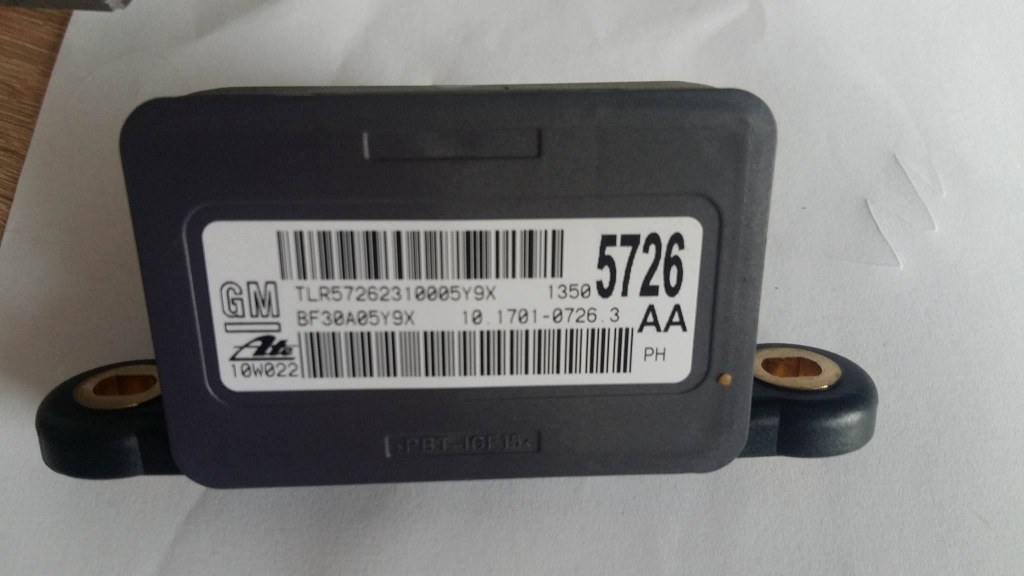 GM
TLR57262310005Y9X 1350 5726
BF30A05Y9X 10.1701-0726.3 AA
Ate
10W022
PH